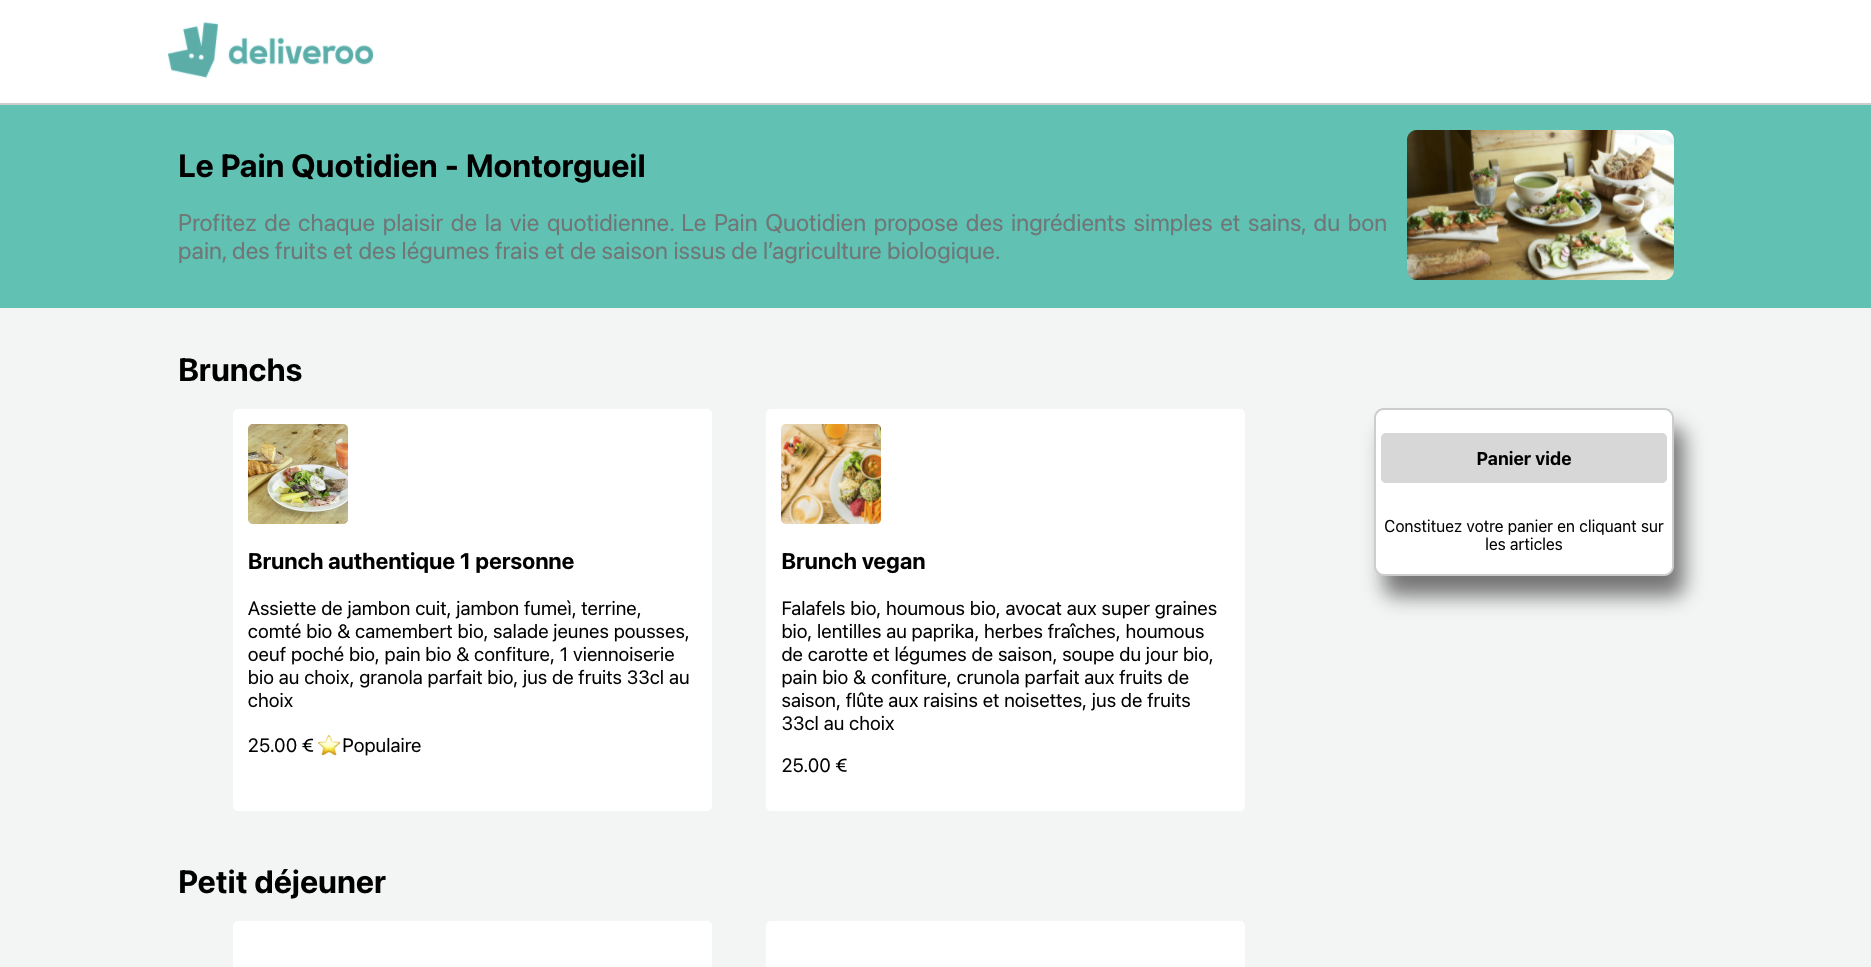 deliveroo
Le Pain Quotidien - Montorgueil
Profitez de chaque plaisir de la vie quotidienne. Le Pain Quotidien propose des ingrédients simples et sains, du bon
pain, des fruits et des légumes frais et de saison issus de l’agriculture biologique.
Brunchs
Brunch authentique 1 personne
Assiette de jambon cuit, jambon fumeì, terrine,
comté bio & camembert bio, salade jeunes pousses,
oeuf poché bio, pain bio & confiture, 1 viennoiserie
bio au choix, granola parfait bio, jus de fruits 33cl au
choix
25.00 € ⭐Populaire
Brunch vegan
Falafels bio, houmous bio, avocat aux super graines
bio, lentilles au paprika, herbes fraîches, houmous
de carotte et légumes de saison, soupe du jour bio,
pain bio & confiture, crunola parfait aux fruits de
saison, flûte aux raisins et noisettes, jus de fruits
33cl au choix
25.00 €
Panier vide
Constituez votre panier en cliquant sur
les articles
Petit déjeuner